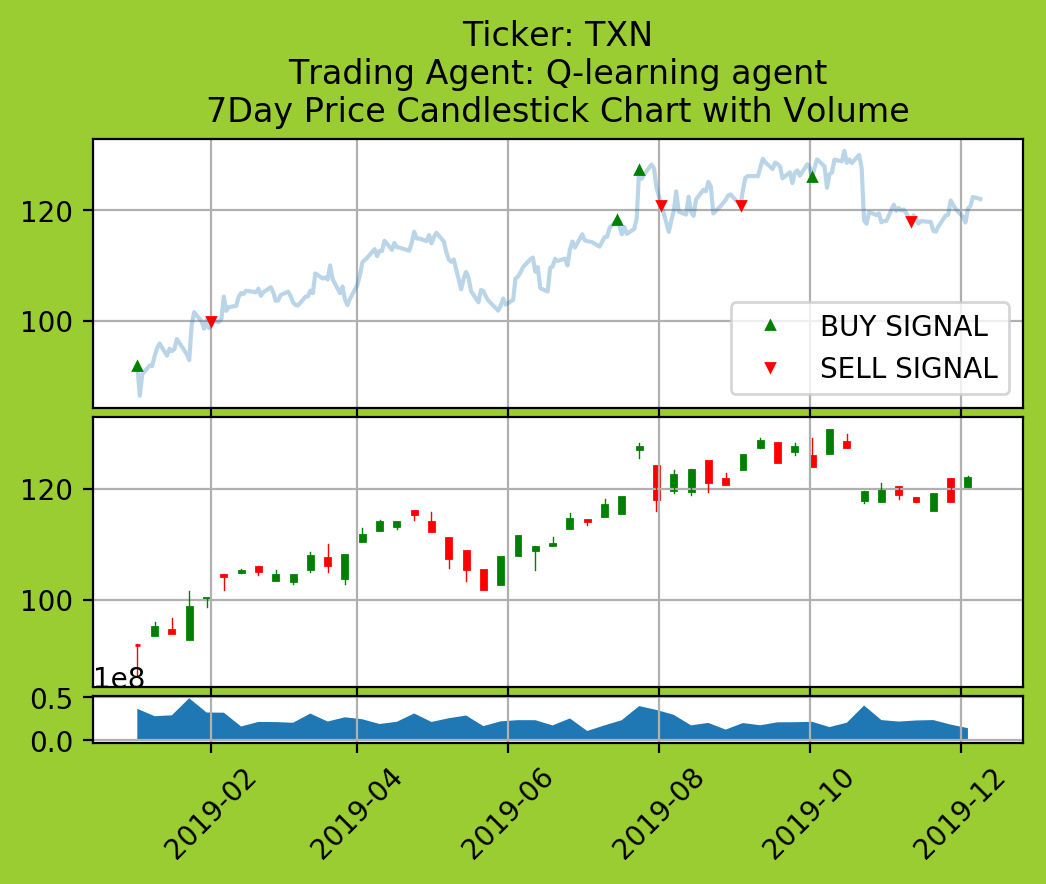 Ticker: TXN
Trading Agent: Q-learning agent
7Day Price Candlestick Chart with Volume
120
100
BUY SIGNAL
SELL SIGNAL
120
100
1e8
0.5
0.0
2019-02
2019-04
2019-06
2019-08
2019-10
2019-12